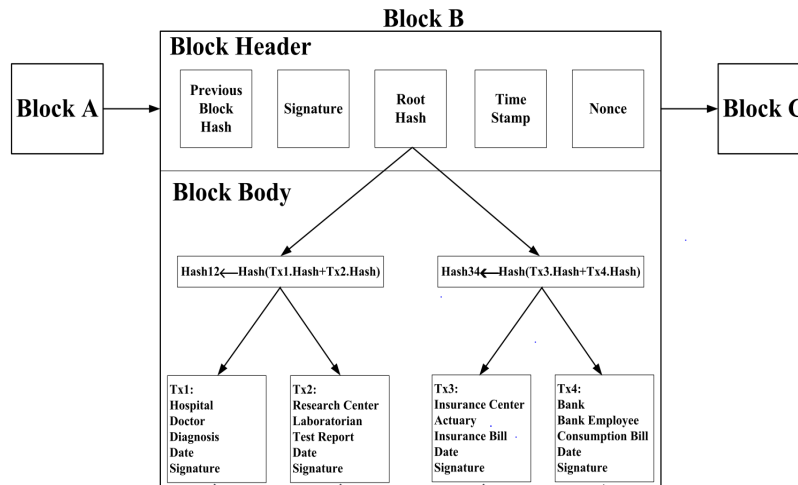 Block B
Block Header
Block A
Previous
Block
Hash
Signature
Root
Hash
Time
Stamp
Nonce
Block
Block Body
Hash12←Hash(Tx1.Hash+Tx2.Hash)
Hash34←Hash(Tx3.Hash+Tx4.Hash)
Tx1:
Hospital
Doctor
Diagnosis
Date
Signature
Tx2:
Research Center
Laboratorian
Test Report
Date
Signature
Tx3:
Insurance Center
Actuary
Insurance Bill
Date
Signature
Tx4:
Bank
Bank Employee
Consumption Bill
Date
Signature